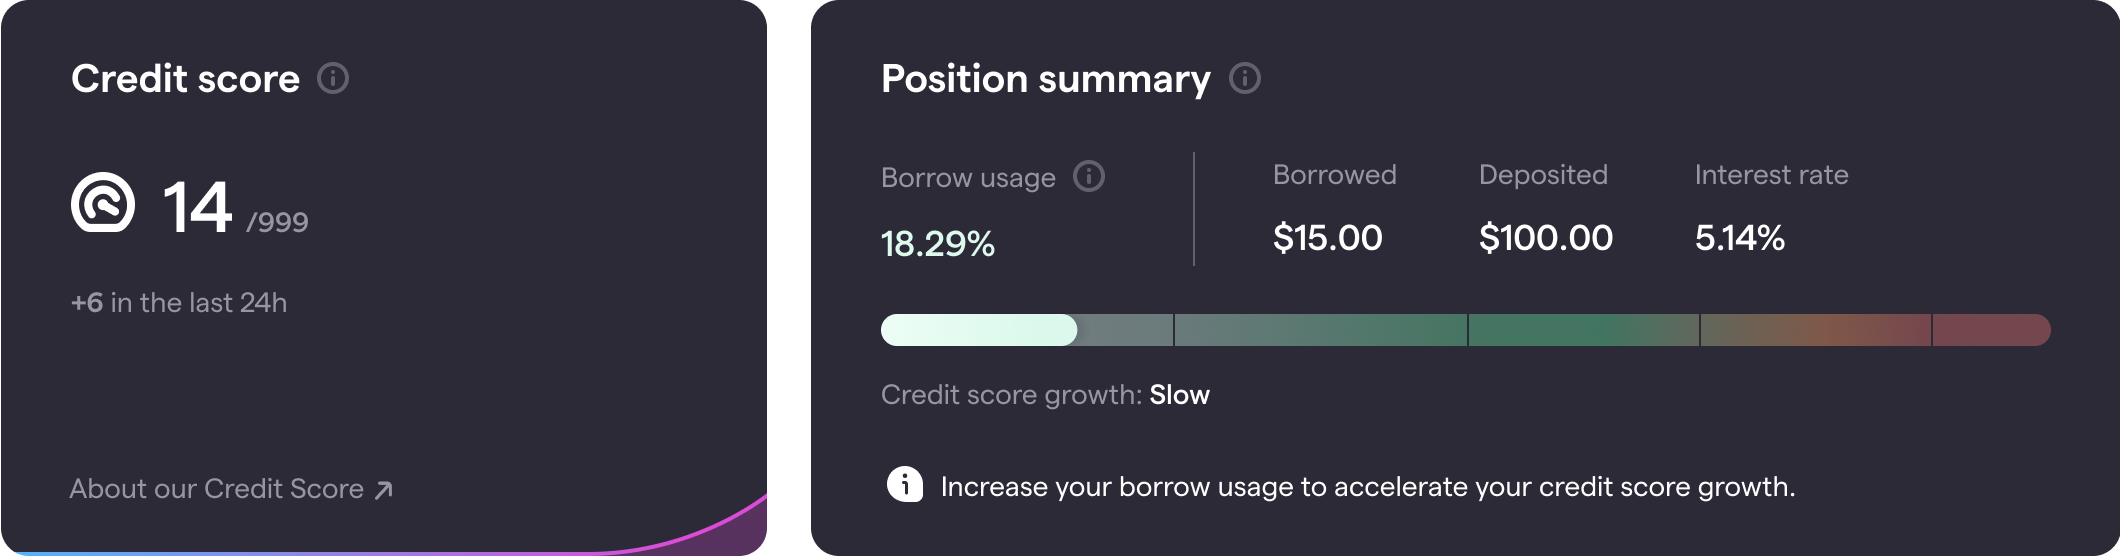 Credit score
14 /999
+6 in the last 24h
About our Credit Score
Position summary
Borrow usage
18.29%
Borrowed
$15.00
Deposited
$100.00
Interest rate
5.14%
Credit score growth: Slow
Increase your borrow usage to accelerate your credit score growth.